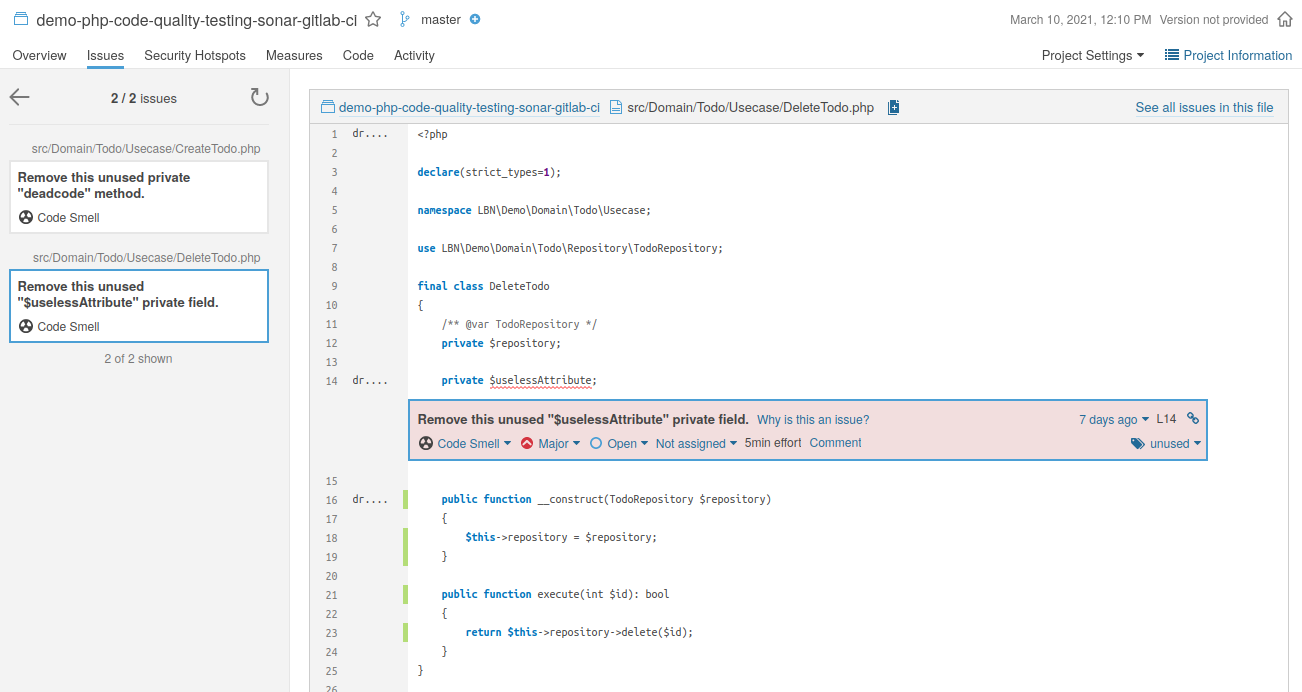 demo-php-code-quality-testing-sonar-gitlab-ci master March 10, 2021, 12:10 PM Version not provided
Overview Issues Security Hotspots Measures Code Activity Project Settings Project Information
2 / 2 issues
src/Domain/Todo/Usecase/CreateTodo.php
Remove this unused private
"deadcode" method.
Code Smell
src/Domain/Todo/Usecase/DeleteTodo.php
Remove this unused
"$uselessAttribute" private field.
Code Smell
2 of 2 shown
demo-php-code-quality-testing-sonar-gitlab-ci src/Domain/Todo/Usecase/DeleteTodo.php See all issues in this file
1 dr.... <?php
2
3 declare(strict_types=1);
4
5 namespace LBN\Demo\Domain\Todo\Usecase;
6
7 use LBN\Demo\Domain\Todo\Repository\TodoRepository;
8
9 final class DeleteTodo
10 {
11 /** @var TodoRepository */
12 private $repository;
13
14 dr.... private $uselessAttribute;
Remove this unused "$uselessAttribute" private field. Why is this an issue? 7 days ago L14
Code Smell Major Open Not assigned 5min effort Comment unused
15
16 dr.... public function __construct(TodoRepository $repository)
17 {
18 $this->repository = $repository;
19 }
20
21 public function execute(int $id): bool
22 {
23 return $this->repository->delete($id);
24 }
25 }
26